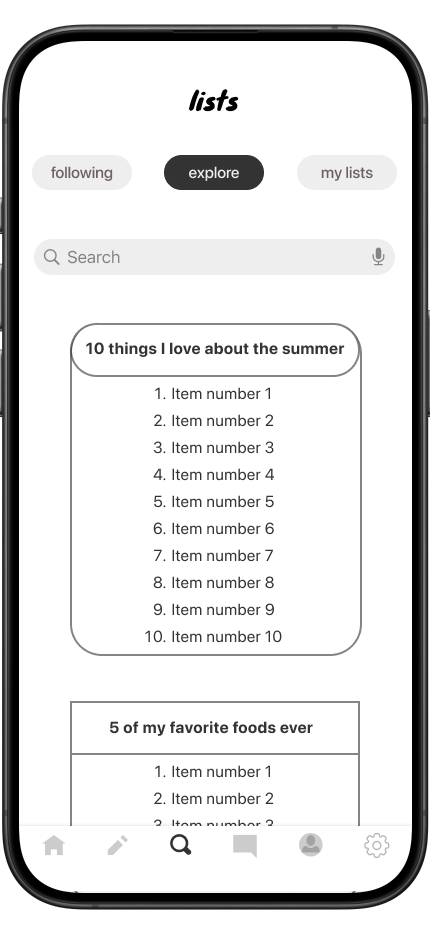 lists
following
explore
my lists
Search
10 things I love about the summer
1. Item number 1
2. Item number 2
3. Item number 3
4. Item number 4
5. Item number 5
6. Item number 6
7. Item number 7
8. Item number 8
9. Item number 9
10. Item number 10
5 of my favorite foods ever
1. Item number 1
2. Item number 2
3. Item number 3